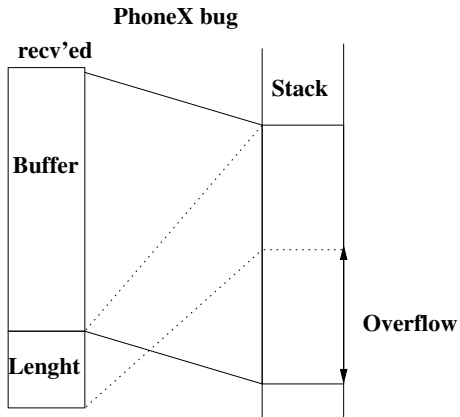 PhoneX bug
recv'ed
Stack
Buffer
Overflow
Lenght